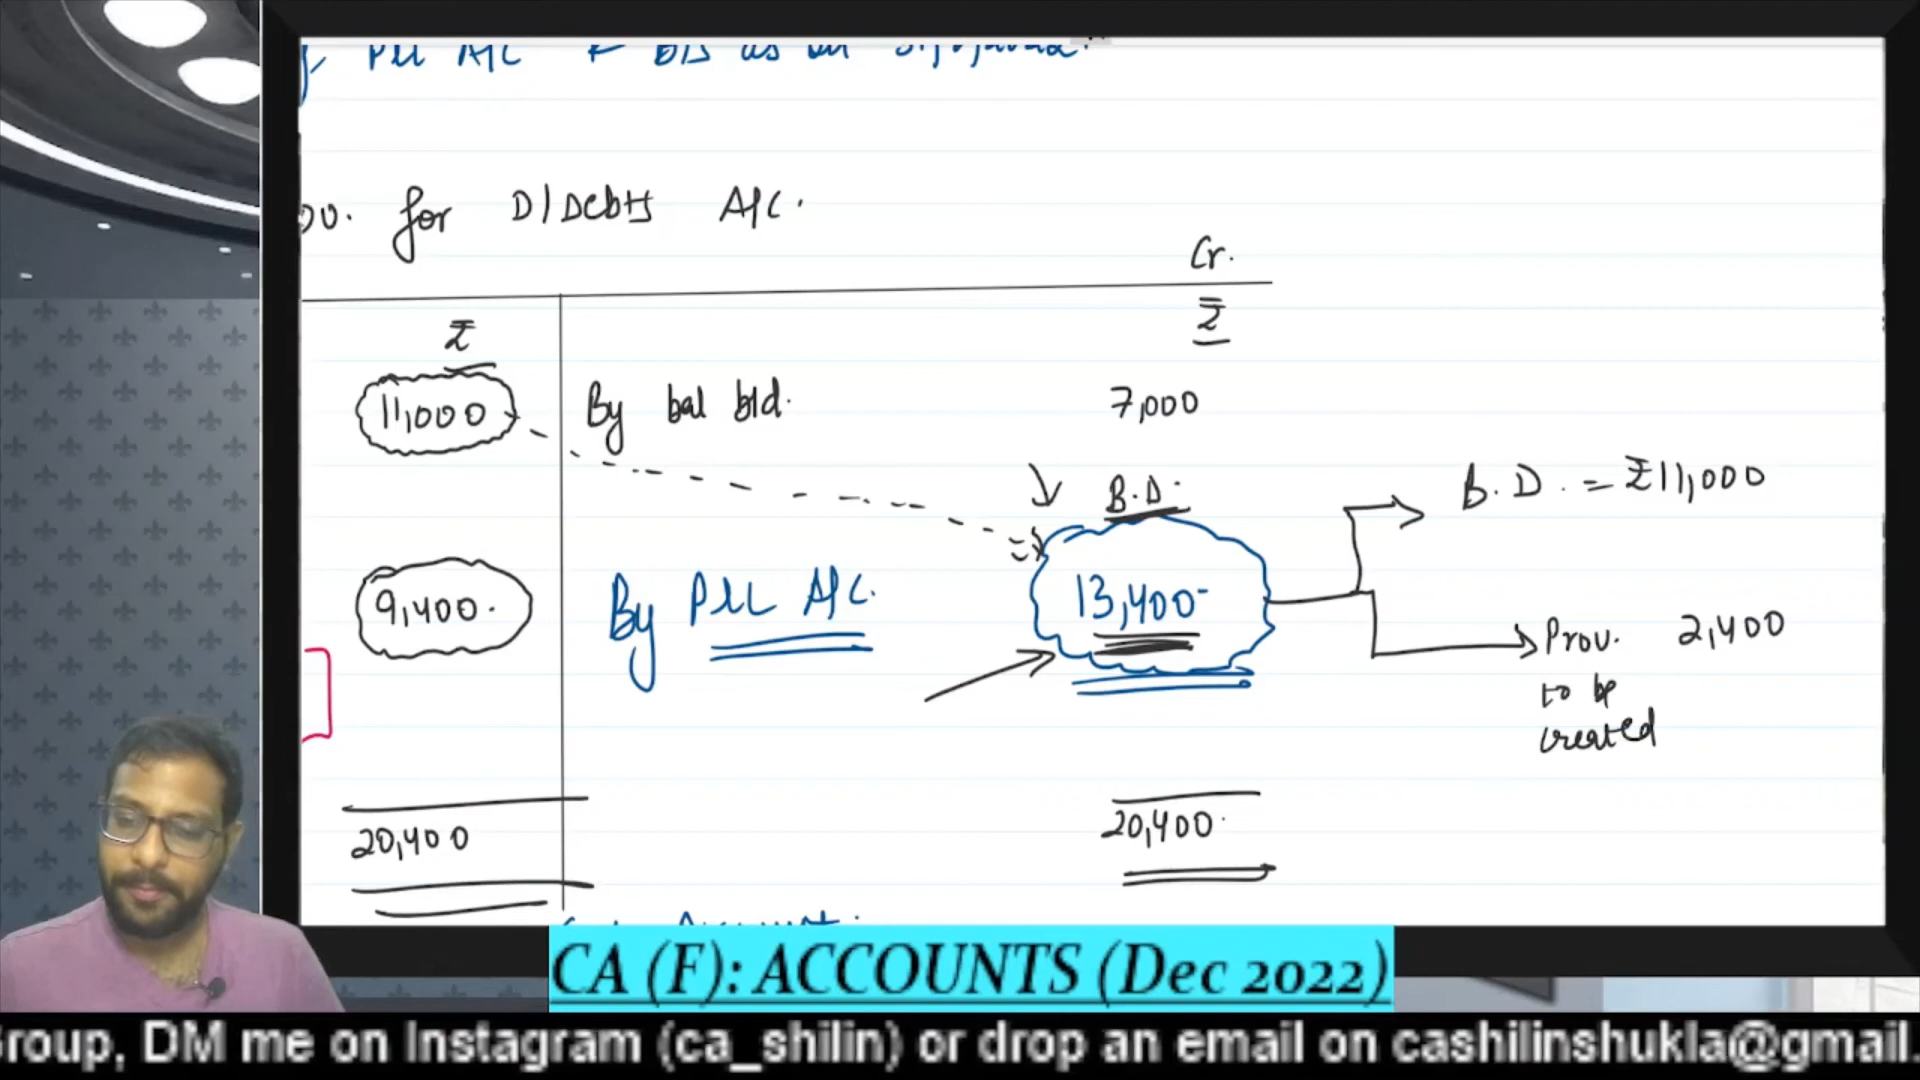 for D/Debts A/C.
Cr.
₹ ₹
11,000 By bal b/d. 7,000
B.D. B.D. = ₹11,000
9,400. By P&L A/C. 13,400 Prov. 2,400
to be
created
20,400 20,400.
Account.
CA (F): ACCOUNTS (Dec 2022)
Group, DM me on Instagram (ca_shilin) or drop an email on cashilinshukla@gmail.